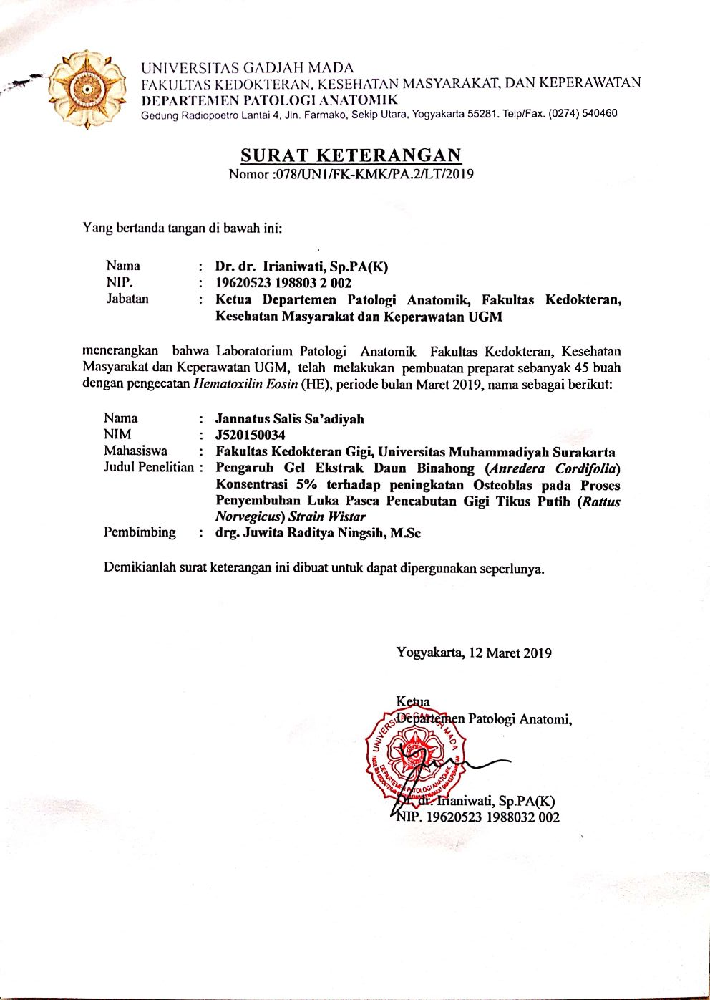 UNIVERSITAS GADJAH MADA
FAKULTAS KEDOKTERAN, KESEHATAN MASYARAKAT, DAN KEPERAWATAN
DEPARTEMEN PATOLOGI ANATOMIK
Gedung Radiopoetro Lantai 4, Jln. Farmako, Sekip Utara, Yogyakarta 55281. Telp/Fax. (0274) 540460
SURAT KETERANGAN
Nomor :078/UN1/FK-KMK/PA.2/LT/2019
Yang bertanda tangan di bawah ini:
Nama : Dr. dr. Irianiwati, Sp.PA(K)
NIP. : 19620523 198803 2 002
Jabatan : Ketua Departemen Patologi Anatomik, Fakultas Kedokteran,
Kesehatan Masyarakat dan Keperawatan UGM
menerangkan bahwa Laboratorium Patologi Anatomik Fakultas Kedokteran, Kesehatan
Masyarakat dan Keperawatan UGM, telah melakukan pembuatan preparat sebanyak 45 buah
dengan pengecatan Hematoxilin Eosin (HE), periode bulan Maret 2019, nama sebagai berikut:
Nama : Jannatus Salis Sa'adiyah
NIM : J520150034
Mahasiswa : Fakultas Kedokteran Gigi, Universitas Muhammadiyah Surakarta
Judul Penelitian : Pengaruh Gel Ekstrak Daun Binahong (Anredera Cordifolia)
Konsentrasi 5% terhadap peningkatan Osteoblas pada Proses
Penyembuhan Luka Pasca Pencabutan Gigi Tikus Putih (Rattus
Norvegicus) Strain Wistar
Pembimbing : drg. Juwita Raditya Ningsih, M.Sc
Demikianlah surat keterangan ini dibuat untuk dapat dipergunakan seperlunya.
Yogyakarta, 12 Maret 2019
Ketua
Departemen Patologi Anatomi,
UNIVERSITAS GADJAH MADA
DEPARTEMEN PATOLOGI ANATOMIK
FAKULTAS KEDOKTERAN KESEHATAN MASYARAKAT DAN KEPERAWATAN
Dr. dr. Irianiwati, Sp.PA(K)
NIP. 19620523 1988032 002